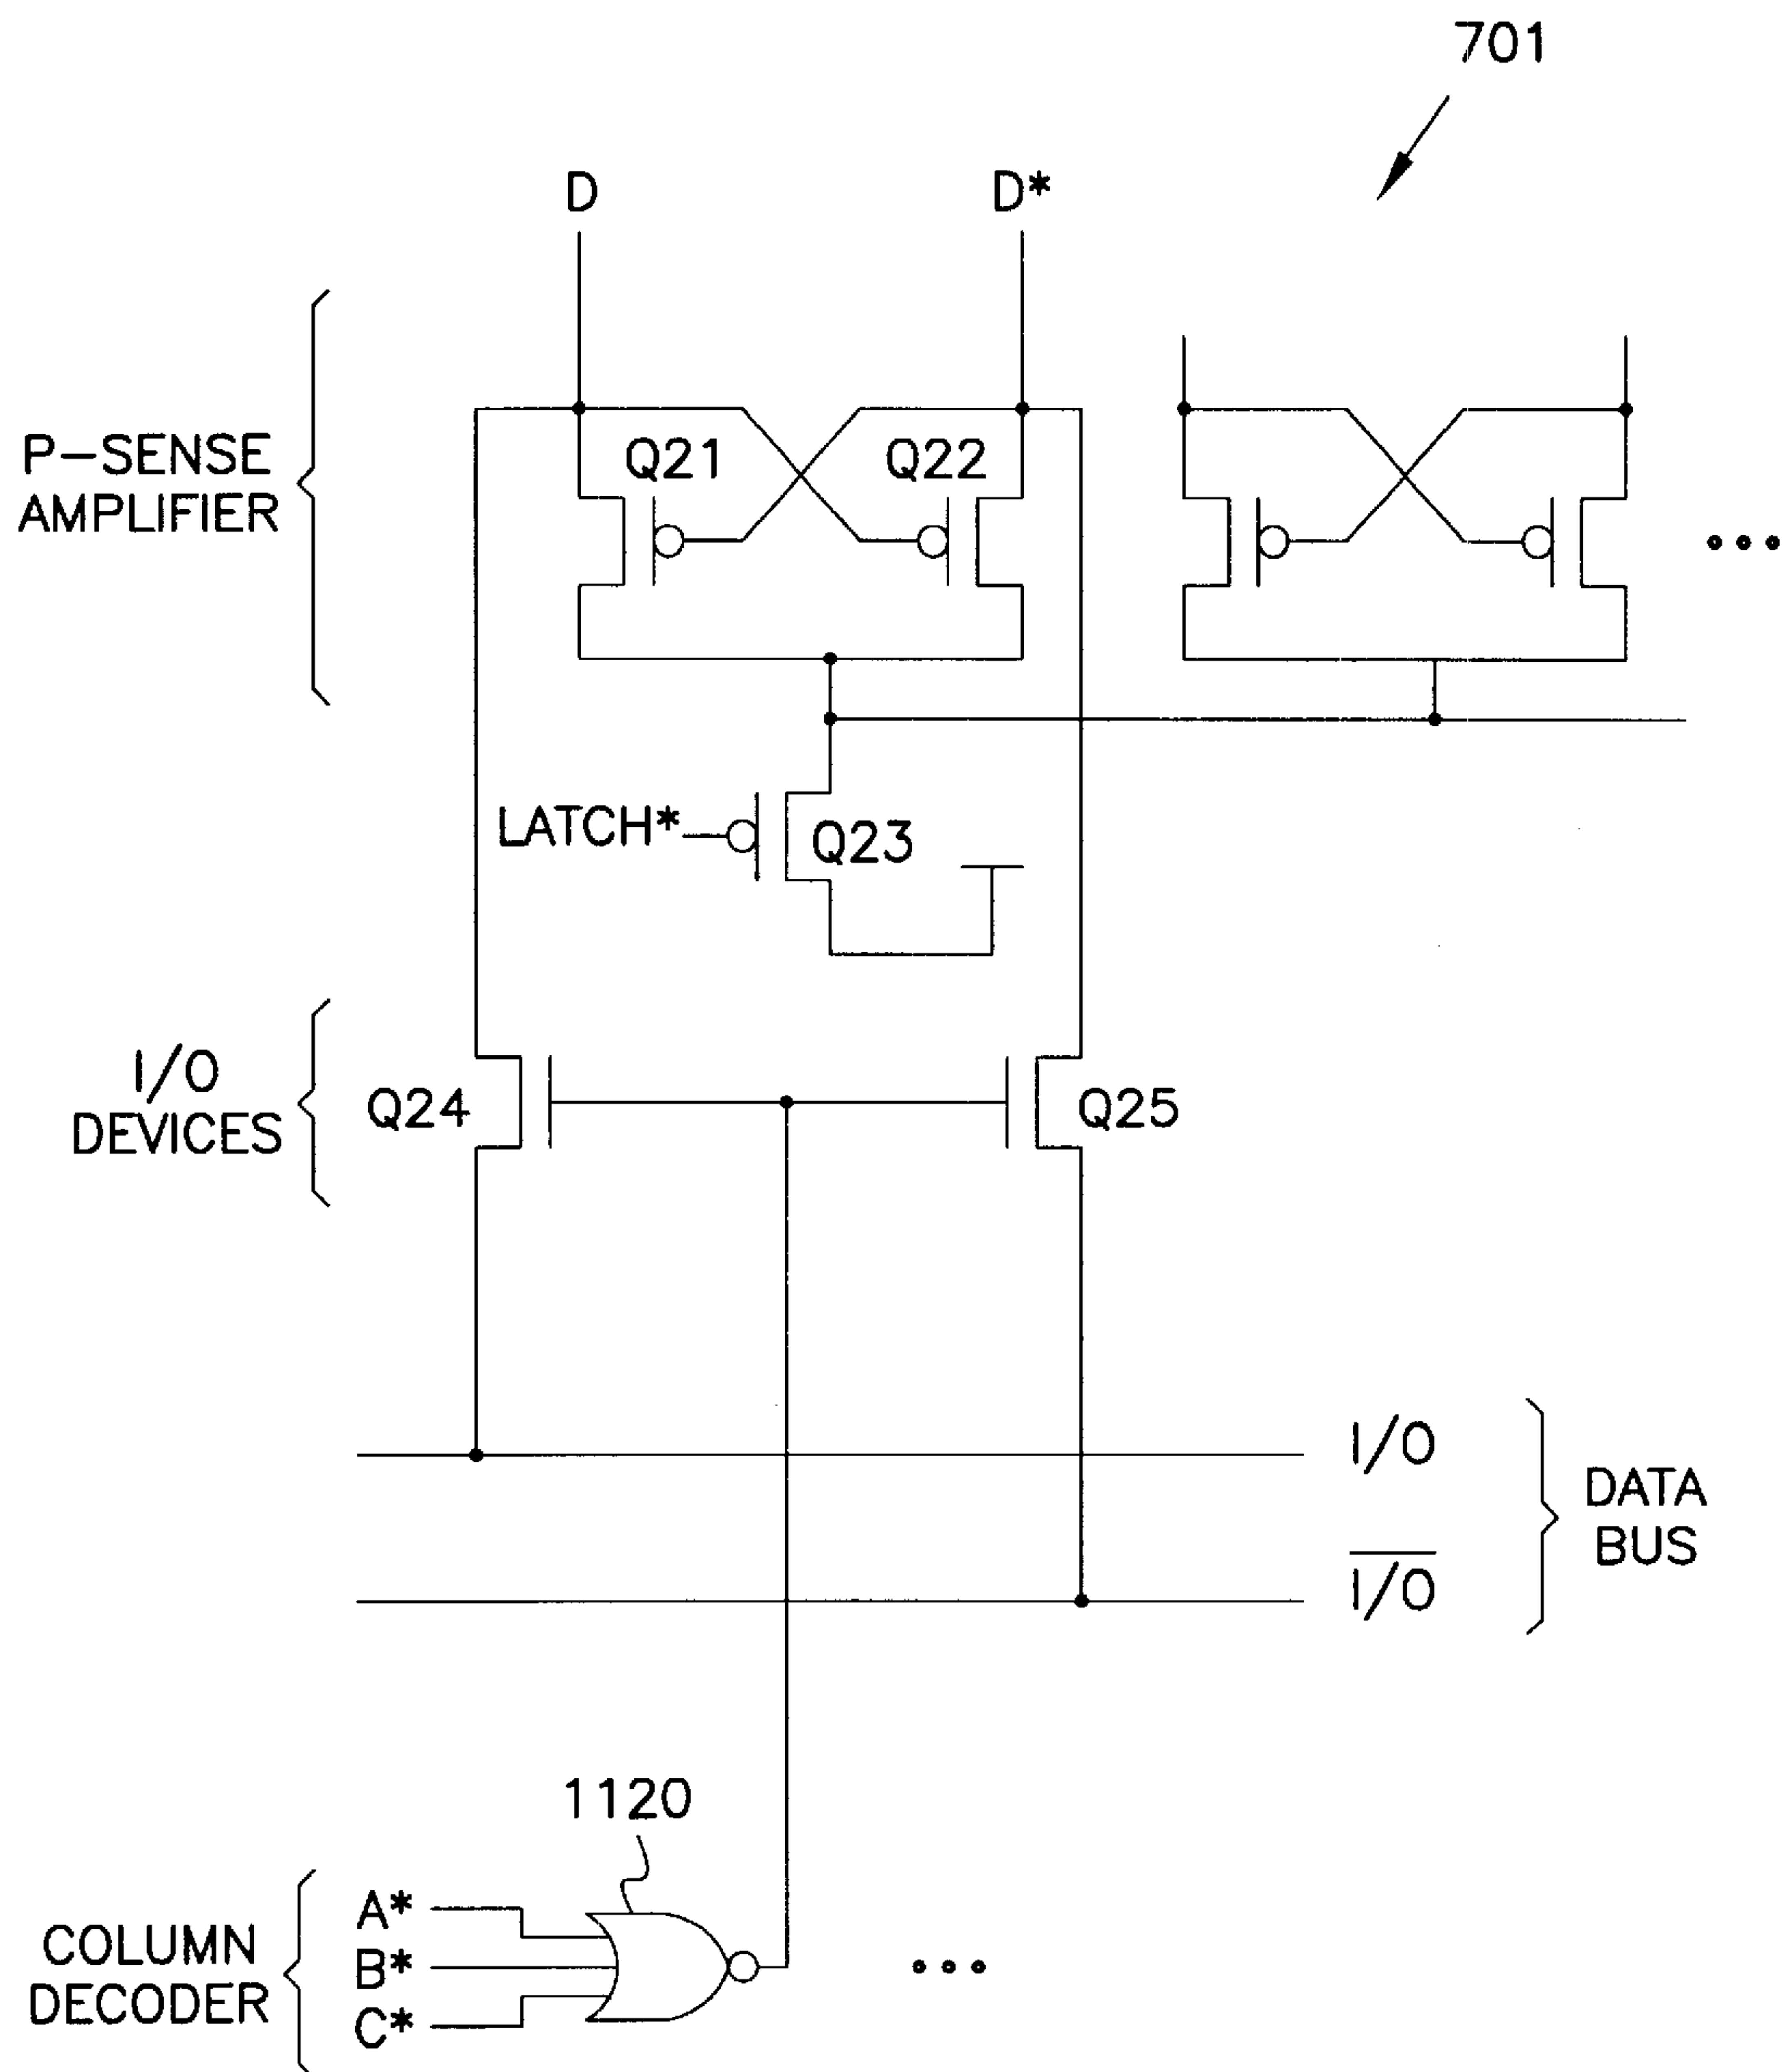 701
D
D*
P-SENSE
AMPLIFIER
Q21
Q22
LATCH*
Q23
I/O
DEVICES
Q24
Q25
I/O
I/O
DATA
BUS
1120
COLUMN
DECODER
A*
B*
C*